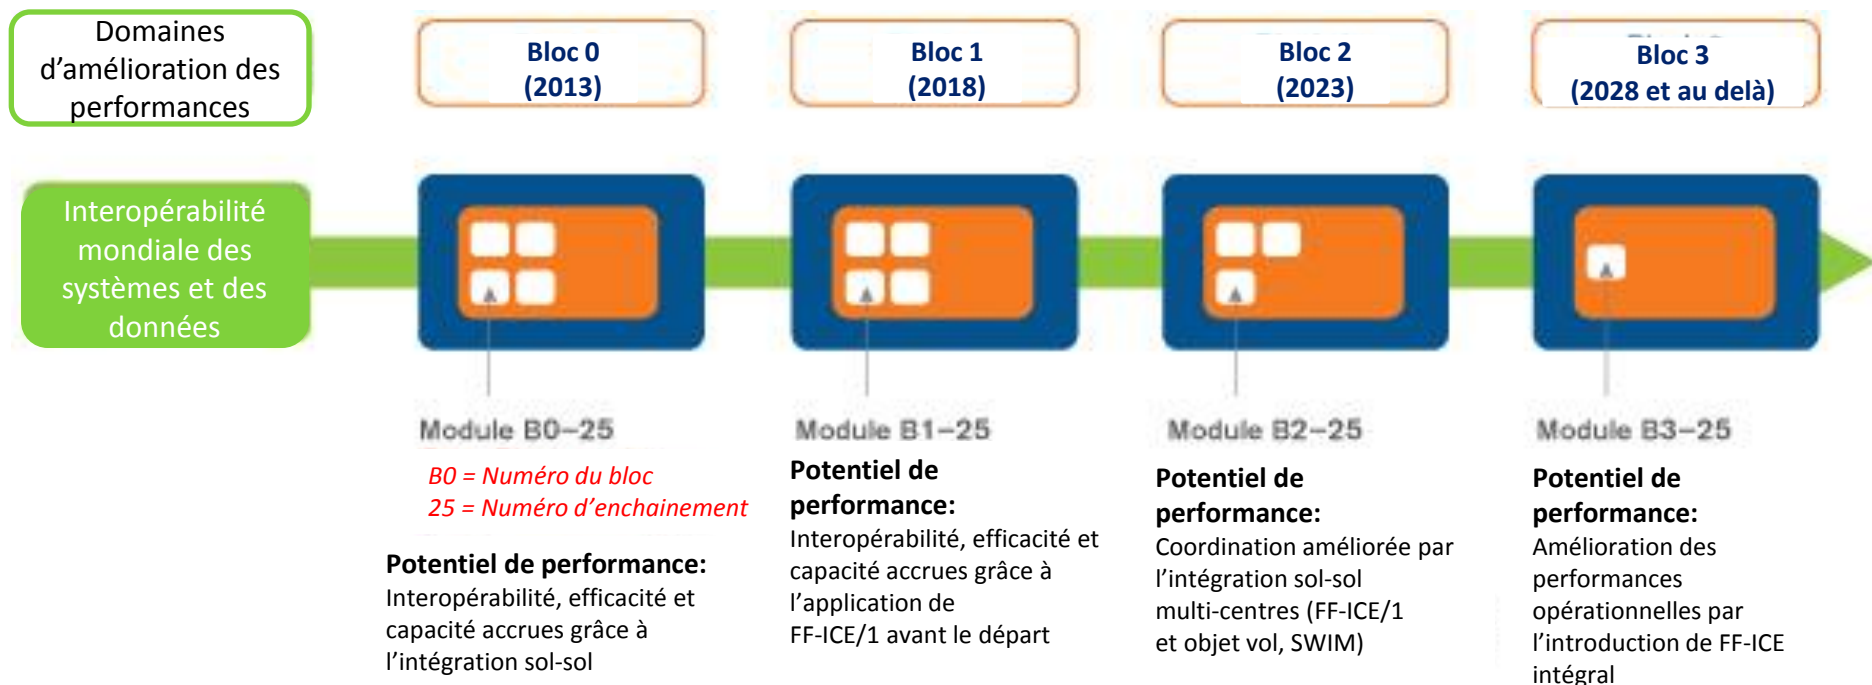 Domaines
d'amélioration des
performances
Bloc 0
(2013)
Bloc 1
(2018)
Bloc 2
(2023)
Bloc 3
(2028 et au delà)
Interopérabilité
mondiale des
systèmes et des
données
Module B0–25
B0 = Numéro du bloc
25 = Numéro d'enchainement
Potentiel de performance:
Interopérabilité, efficacité et
capacité accrues grâce à
l'intégration sol-sol
Module B1–25
Potentiel de
performance:
Interopérabilité, efficacité et
capacité accrues grâce à
l'application de
FF-ICE/1 avant le départ
Module B2–25
Potentiel de
performance:
Coordination améliorée par
l'intégration sol-sol
multi-centres (FF-ICE/1
et objet vol, SWIM)
Module B3–25
Potentiel de
performance:
Amélioration des
performances
opérationnelles par
l'introduction de FF-ICE
intégral